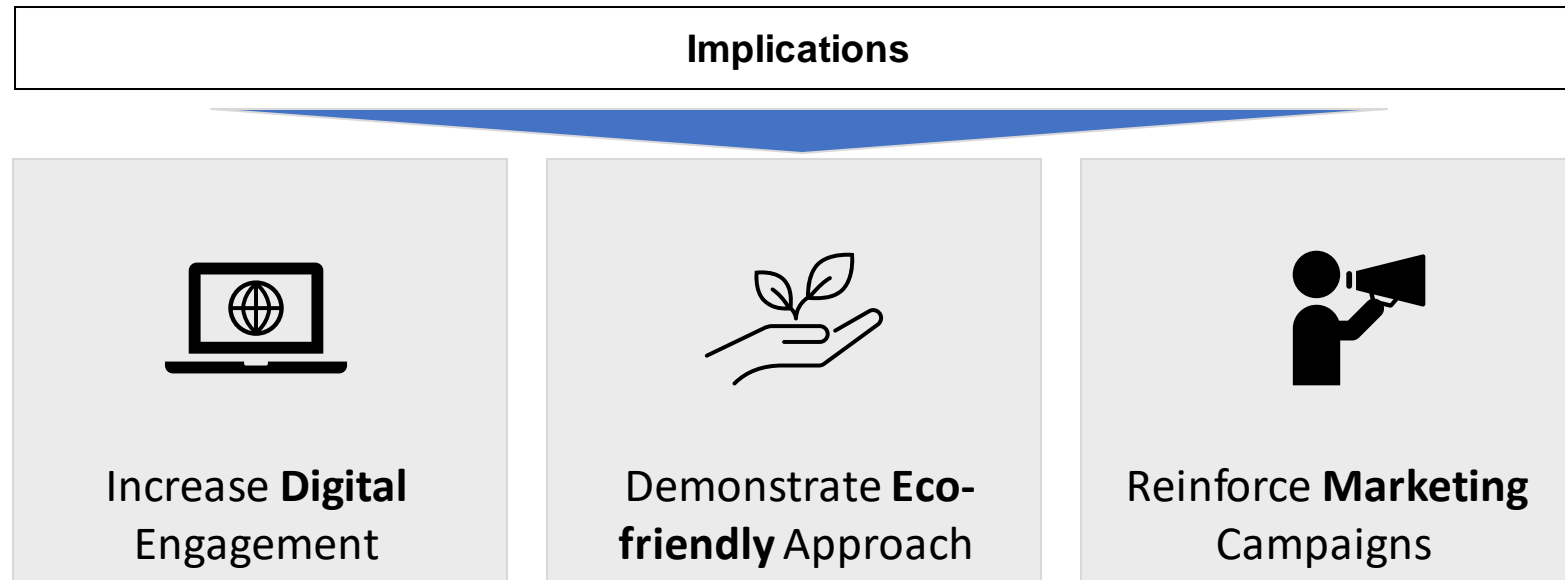 Implications
Increase Digital
Engagement
Demonstrate Eco-
friendly Approach
Reinforce Marketing
Campaigns